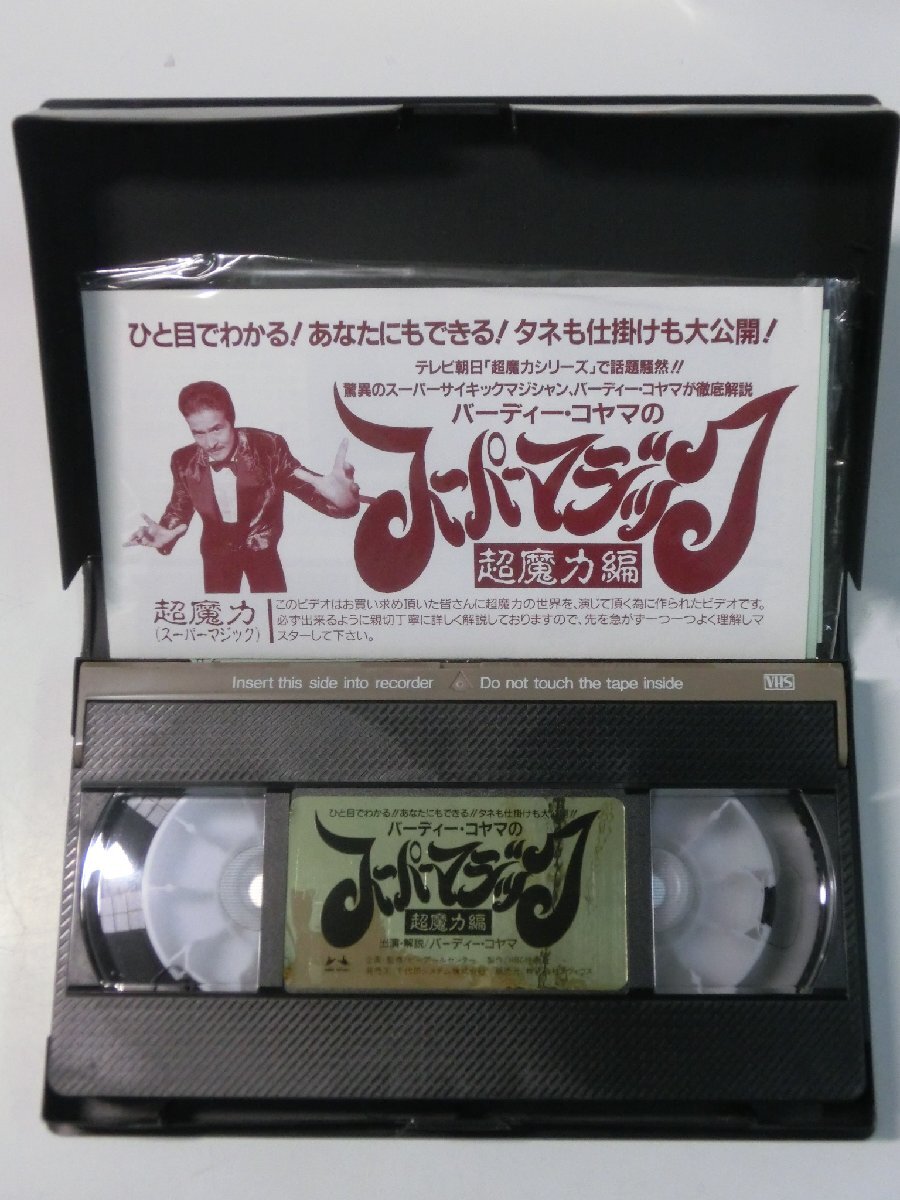 ひと目でわかる!あなたにもできる!タネも仕掛けも大公開!
テレビ朝日「超魔力シリーズ」で話題騒然!!
驚異のスーパーサイキックマジシャン、バーディー・コヤマが徹底解説
バーディー・コヤマの
スーパーマジック
超魔力編
超魔力
(スーパーマジック)
このビデオはお買い求め頂いた皆さんに超魔力の世界を、演じて頂く為に作られたビデオです。
必ず出来るように親切丁寧に詳しく解説しておりますので、先を急がず一つ一つよく理解しマ
スターして下さい。
Insert this side into recorder
Do not touch the tape inside
VHS
ひと目でわかる!!あなたにもできる!!タネも仕掛けも大公開!!
バーディー・コヤマの
スーパーマジック
超魔力編
出演・解説/バーディー・コヤマ